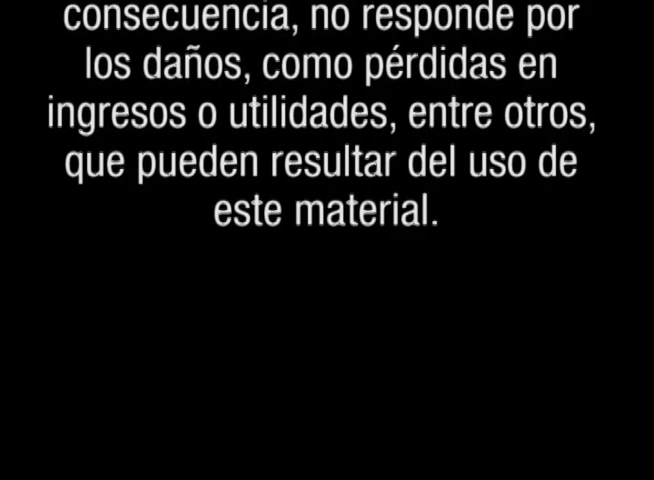 consecuencia, no responde por
los daños, como pérdidas en
ingresos o utilidades, entre otros,
que pueden resultar del uso de
este material.